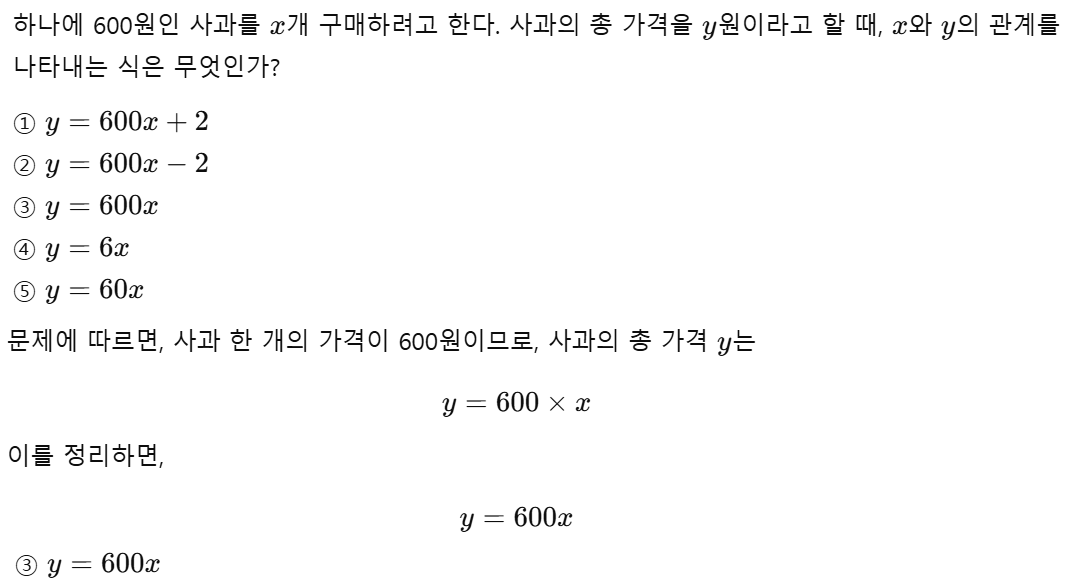 하나에 600원인 사과를 x개 구매하려고 한다. 사과의 총 가격을 y원이라고 할 때, x와 y의 관계를
나타내는 식은 무엇인가?
① y = 600x + 2
② y = 600x − 2
③ y = 600x
④ y = 6x
⑤ y = 60x
문제에 따르면, 사과 한 개의 가격이 600원이므로, 사과의 총 가격 y는
y = 600 × x
이를 정리하면,
y = 600x
③ y = 600x